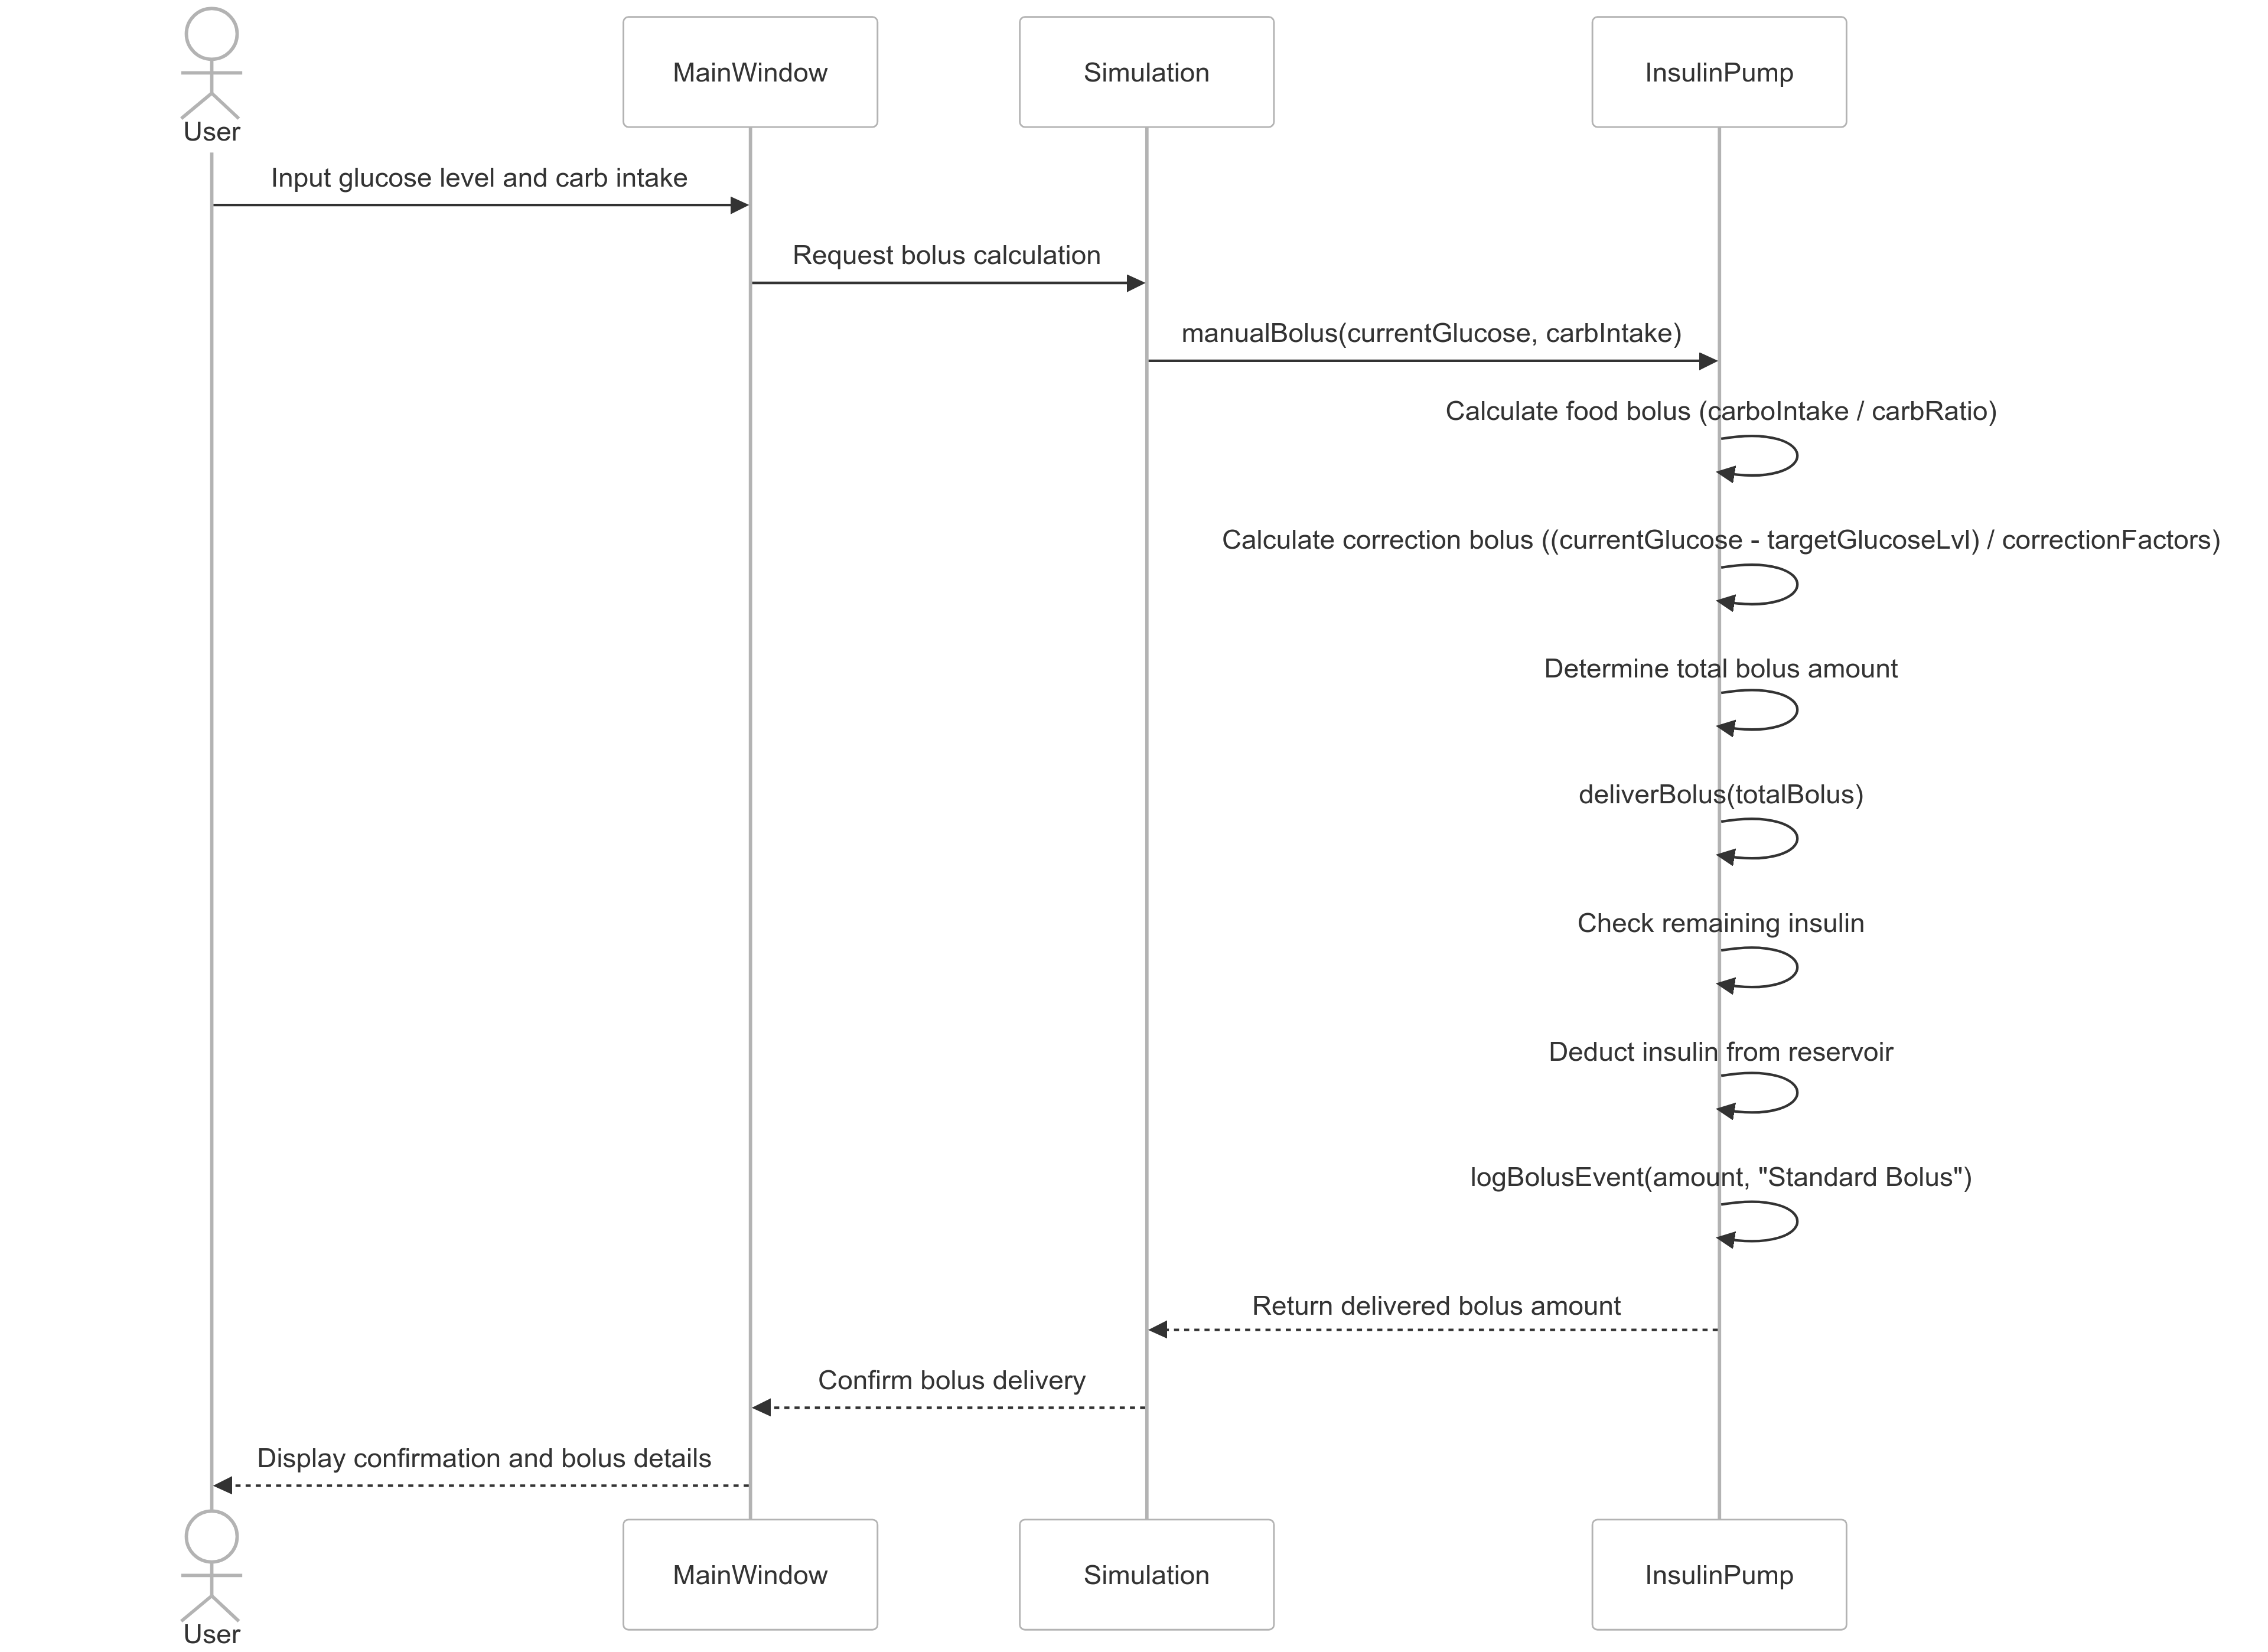 User
MainWindow
Simulation
InsulinPump
Input glucose level and carb intake
Request bolus calculation
manualBolus(currentGlucose, carbIntake)
Calculate food bolus (carboIntake / carbRatio)
Calculate correction bolus ((currentGlucose - targetGlucoseLvl) / correctionFactors)
Determine total bolus amount
deliverBolus(totalBolus)
Check remaining insulin
Deduct insulin from reservoir
logBolusEvent(amount, "Standard Bolus")
Return delivered bolus amount
Confirm bolus delivery
Display confirmation and bolus details
User
MainWindow
Simulation
InsulinPump